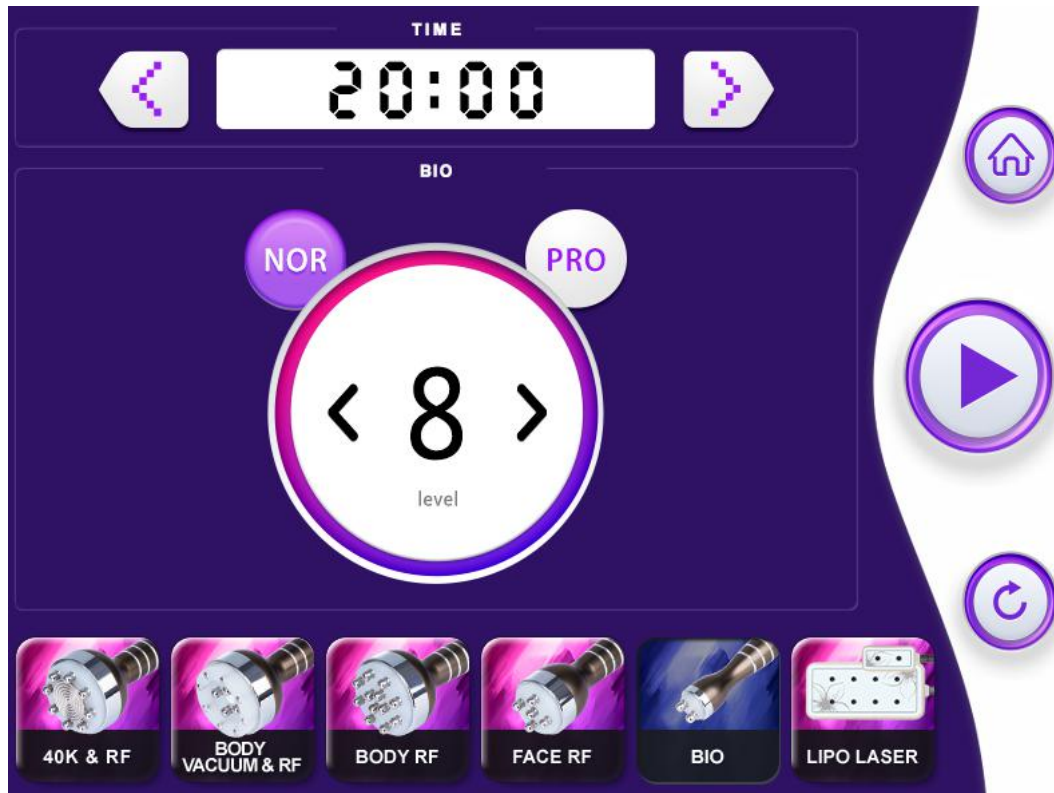 TIME
20:00
BIO
NOR
PRO
8
level
40K & RF
BODY
VACUUM & RF
BODY RF
FACE RF
BIO
LIPO LASER